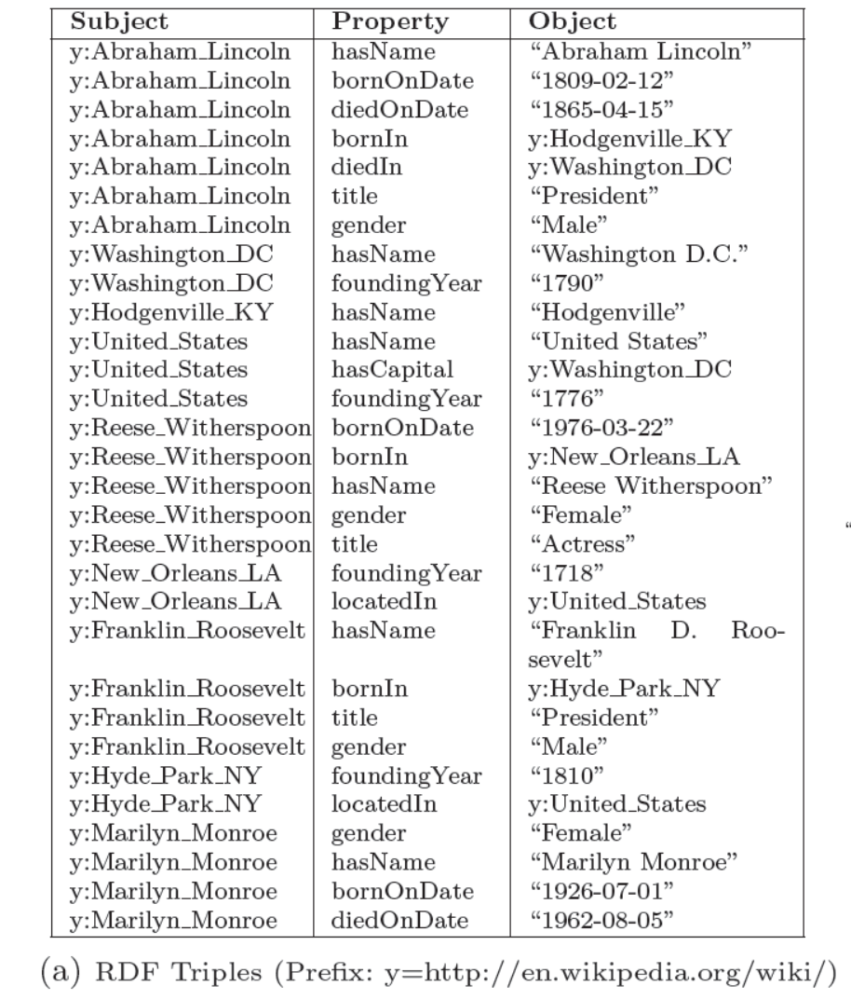 Subject Property Object
y:Abraham_Lincoln hasName “Abraham Lincoln”
y:Abraham_Lincoln bornOnDate “1809-02-12”
y:Abraham_Lincoln diedOnDate “1865-04-15”
y:Abraham_Lincoln bornIn y:Hodgenville_KY
y:Abraham_Lincoln diedIn y:Washington_DC
y:Abraham_Lincoln title “President”
y:Abraham_Lincoln gender “Male”
y:Washington_DC hasName “Washington D.C.”
y:Washington_DC foundingYear “1790”
y:Hodgenville_KY hasName “Hodgenville”
y:United_States hasName “United States”
y:United_States hasCapital y:Washington_DC
y:United_States foundingYear “1776”
y:Reese_Witherspoon bornOnDate “1976-03-22”
y:Reese_Witherspoon bornIn y:New_Orleans_LA
y:Reese_Witherspoon hasName “Reese Witherspoon”
y:Reese_Witherspoon gender “Female”
y:Reese_Witherspoon title “Actress”
y:New_Orleans_LA foundingYear “1718”
y:New_Orleans_LA locatedIn y:United_States
y:Franklin_Roosevelt hasName “Franklin D. Roo-
sevelt”
y:Franklin_Roosevelt bornIn y:Hyde_Park_NY
y:Franklin_Roosevelt title “President”
y:Franklin_Roosevelt gender “Male”
y:Hyde_Park_NY foundingYear “1810”
y:Hyde_Park_NY locatedIn y:United_States
y:Marilyn_Monroe gender “Female”
y:Marilyn_Monroe hasName “Marilyn Monroe”
y:Marilyn_Monroe bornOnDate “1926-07-01”
y:Marilyn_Monroe diedOnDate “1962-08-05”
(a) RDF Triples (Prefix: y=http://en.wikipedia.org/wiki/)